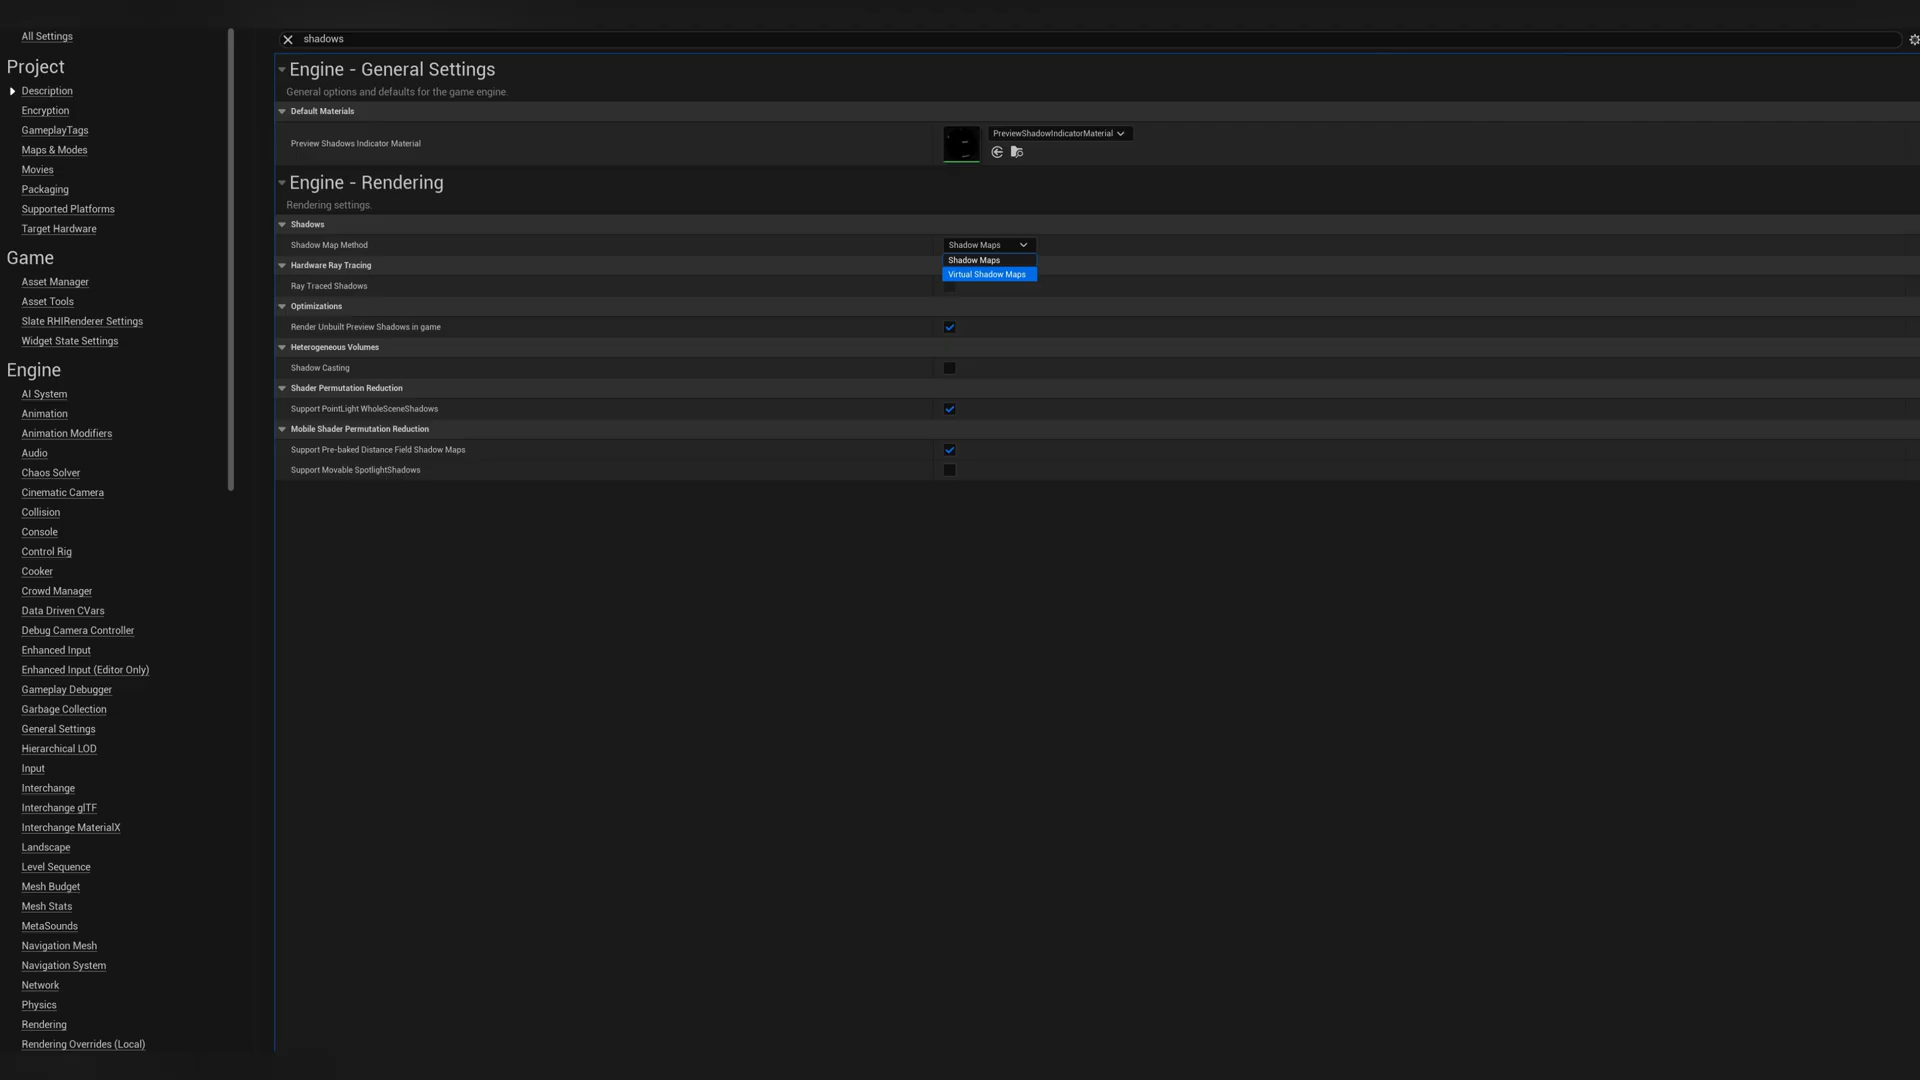 All Settings
Project
Description
Encryption
GameplayTags
Maps & Modes
Movies
Packaging
Supported Platforms
Target Hardware
Game
Asset Manager
Asset Tools
Slate RHIRenderer Settings
Widget State Settings
Engine
AI System
Animation
Animation Modifiers
Audio
Chaos Solver
Cinematic Camera
Collision
Console
Control Rig
Cooker
Crowd Manager
Data Driven CVars
Debug Camera Controller
Enhanced Input
Enhanced Input (Editor Only)
Gameplay Debugger
Garbage Collection
General Settings
Hierarchical LOD
Input
Interchange
Interchange glTF
Interchange MaterialX
Landscape
Level Sequence
Mesh Budget
Mesh Stats
MetaSounds
Navigation Mesh
Navigation System
Network
Physics
Rendering
Rendering Overrides (Local)
shadows
Engine - General Settings
General options and defaults for the game engine.
Default Materials
Preview Shadows Indicator Material
PreviewShadowIndicatorMaterial
Engine - Rendering
Rendering settings.
Shadows
Shadow Map Method
Shadow Maps
Shadow Maps
Virtual Shadow Maps
Hardware Ray Tracing
Ray Traced Shadows
Optimizations
Render Unbuilt Preview Shadows in game
Heterogeneous Volumes
Shadow Casting
Shader Permutation Reduction
Support PointLight WholeSceneShadows
Mobile Shader Permutation Reduction
Support Pre-baked Distance Field Shadow Maps
Support Movable SpotlightShadows